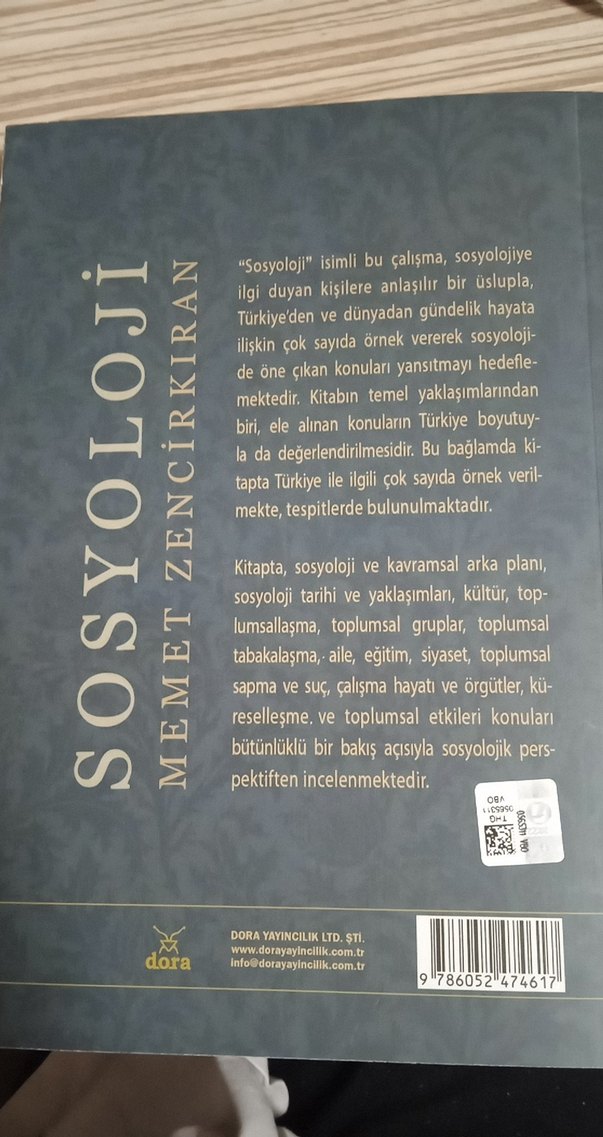 SOSYOLOJİ
MEMET ZENCİRKIRAN
"Sosyoloji" isimli bu çalışma, sosyolojiye
ilgi duyan kişilere anlaşılır bir üslupla,
Türkiye'den ve dünyadan gündelik hayata
ilişkin çok sayıda örnek vererek sosyoloji-
de öne çıkan konuları yansıtmayı hedefle-
mektedir. Kitabın temel yaklaşımlarından
biri, ele alınan konuların Türkiye boyutuy-
la da değerlendirilmesidir. Bu bağlamda ki-
tapta Türkiye ile ilgili çok sayıda örnek veril-
mekte, tespitlerde bulunulmaktadır.
Kitapta, sosyoloji ve kavramsal arka planı,
sosyoloji tarihi ve yaklaşımları, kültür, top-
lumsallaşma, toplumsal gruplar, toplumsal
tabakalaşma, aile, eğitim, siyaset, toplumsal
sapma ve suç, çalışma hayatı ve örgütler, kü-
reselleşme. ve toplumsal etkileri konuları
bütünlüklü bir bakış açısıyla sosyolojik pers-
pektiften incelenmektedir.
THG
0565311
VBO
dora
DORA YAYINCILIK LTD. ŞTİ.
www.dorayayincilik.com.tr
info@dorayayincilik.com.tr
9 786052 474617